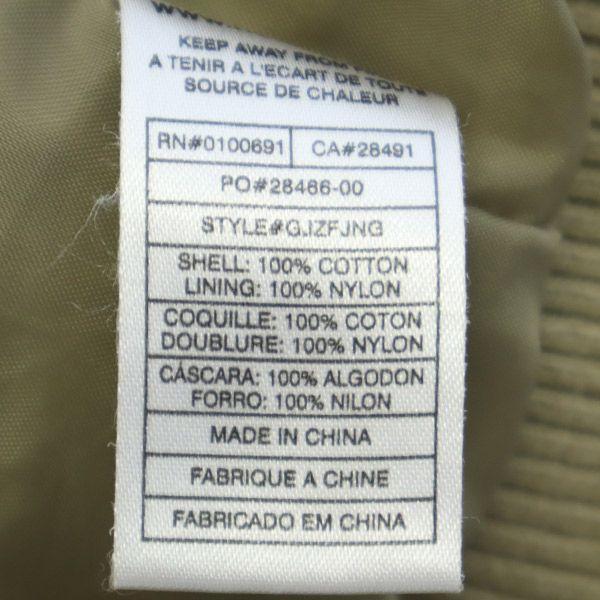 KEEP AWAY FROM
A TENIR A L'ECART DE TOUTE
SOURCE DE CHALEUR
RN#0100691 CA#28491
PO#28466-00
STYLE#GJZFJNG
SHELL: 100% COTTON
LINING: 100% NYLON
COQUILLE: 100% COTON
DOUBLURE: 100% NYLON
CÁSCARA: 100% ALGODON
FORRO: 100% NILON
MADE IN CHINA
FABRIQUE A CHINE
FABRICADO EM CHINA